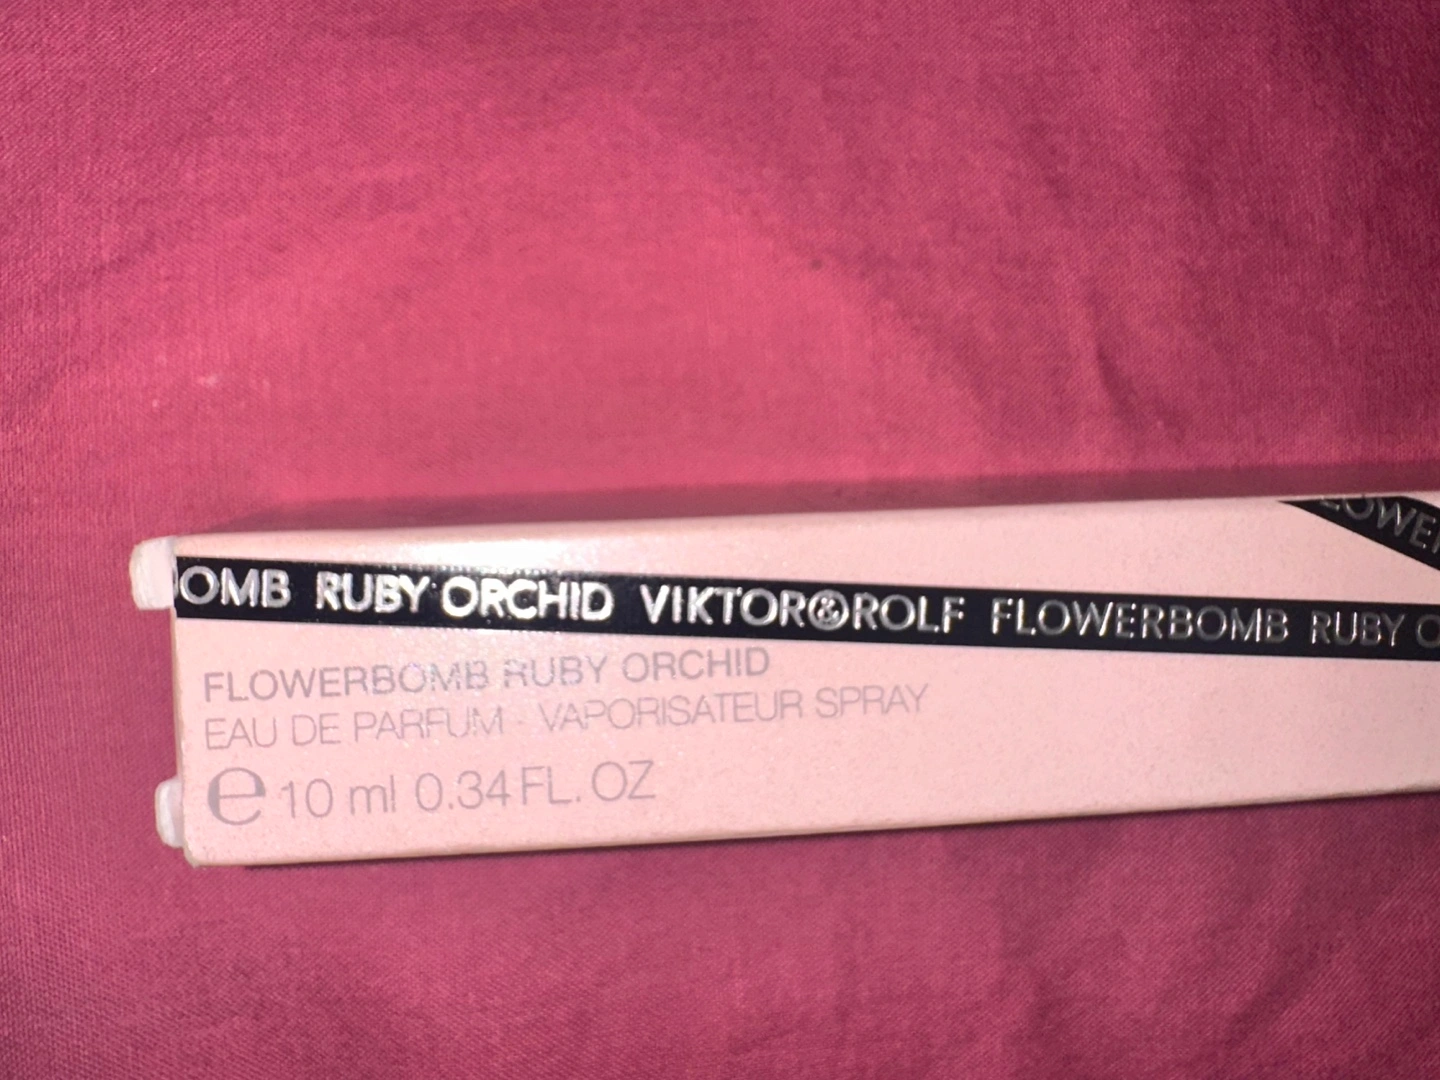 OMB RUBY ORCHID VIKTOR&ROLF FLOWERBOMB RUBY
FLOWERBOMB RUBY ORCHID
EAU DE PARFUM - VAPORISATEUR SPRAY
e 10 ml 0.34 FL. OZ